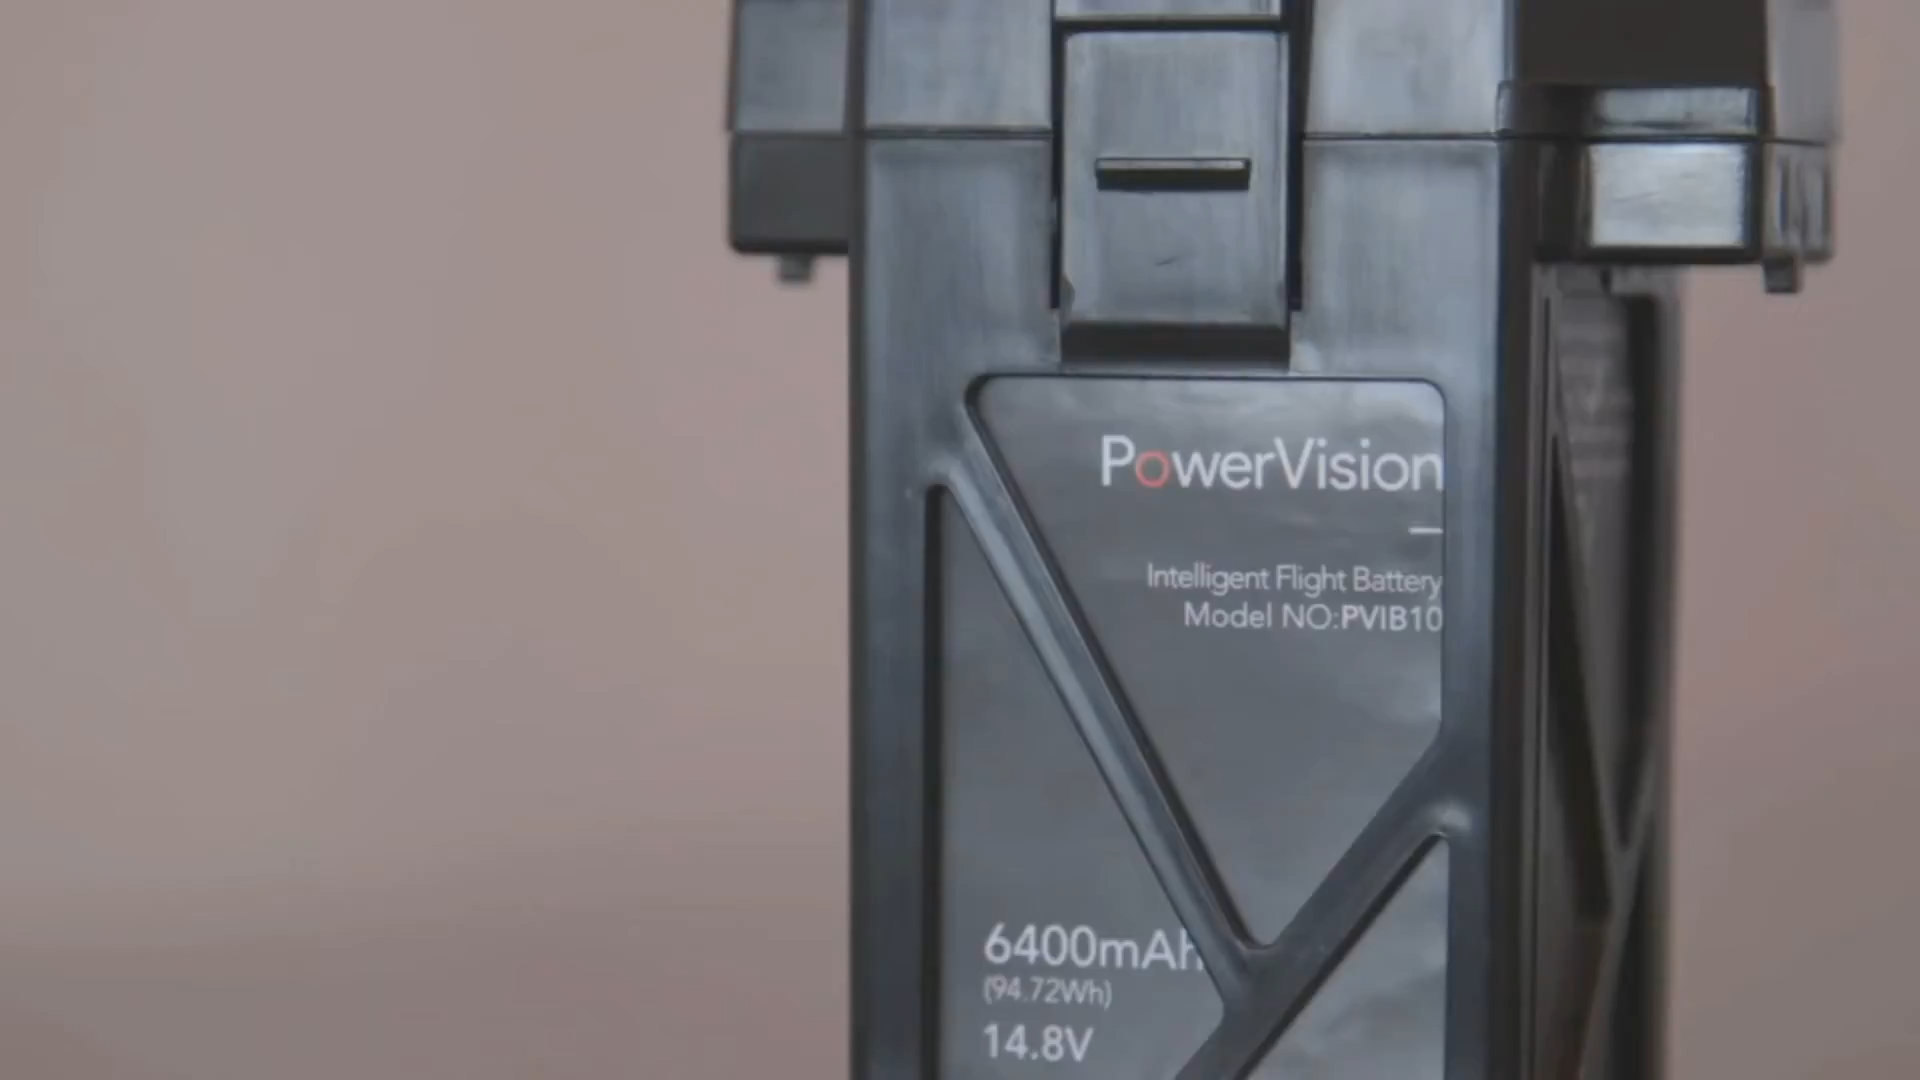 PowerVision
Intelligent Flight Battery
Model NO:PVIB10
6400mAh
(94.72Wh)
14.8V